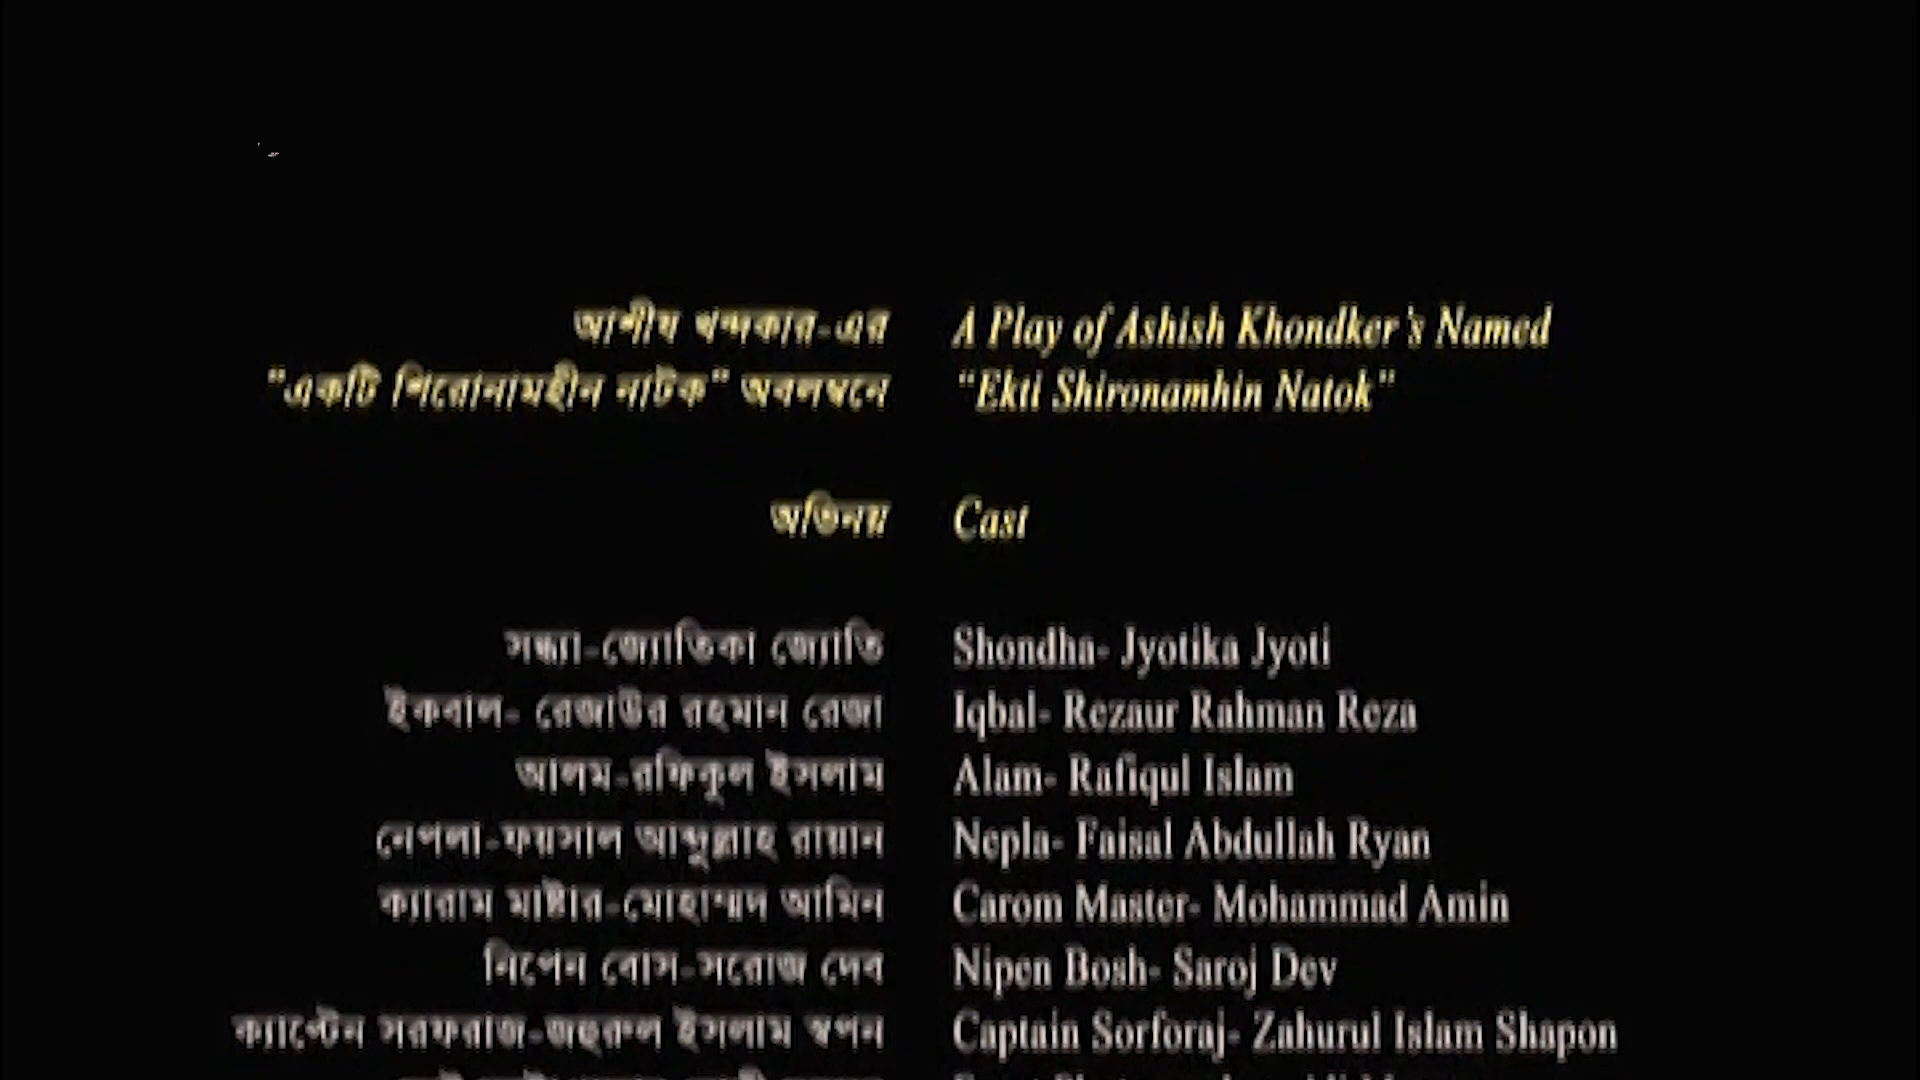 আশীষ খন্দকার-এর A Play of Ashish Khondker's Named
"একটি শিরোনামহীন নাটক" অবলম্বনে "Ekti Shironamhin Natok"
অভিনয় Cast
সন্ধ্যা-জ্যোতিকা জ্যোতি Shondha- Jyotika Jyoti
ইকবাল- রেজাউর রহমান রেজা Iqbal- Rezaur Rahman Reza
আলম-রফিকুল ইসলাম Alam- Rafiqul Islam
নেপলা-ফয়সাল আব্দুল্লাহ রায়ান Nepla- Faisal Abdullah Ryan
ক্যারাম মাষ্টার-মোহাম্মদ আমিন Carom Master- Mohammad Amin
নিপেন বোস-সরোজ দেব Nipen Bosh- Saroj Dev
ক্যাপ্টেন সরফরাজ-জহুরুল ইসলাম স্বপন Captain Sorforaj- Zahurul Islam Shapon